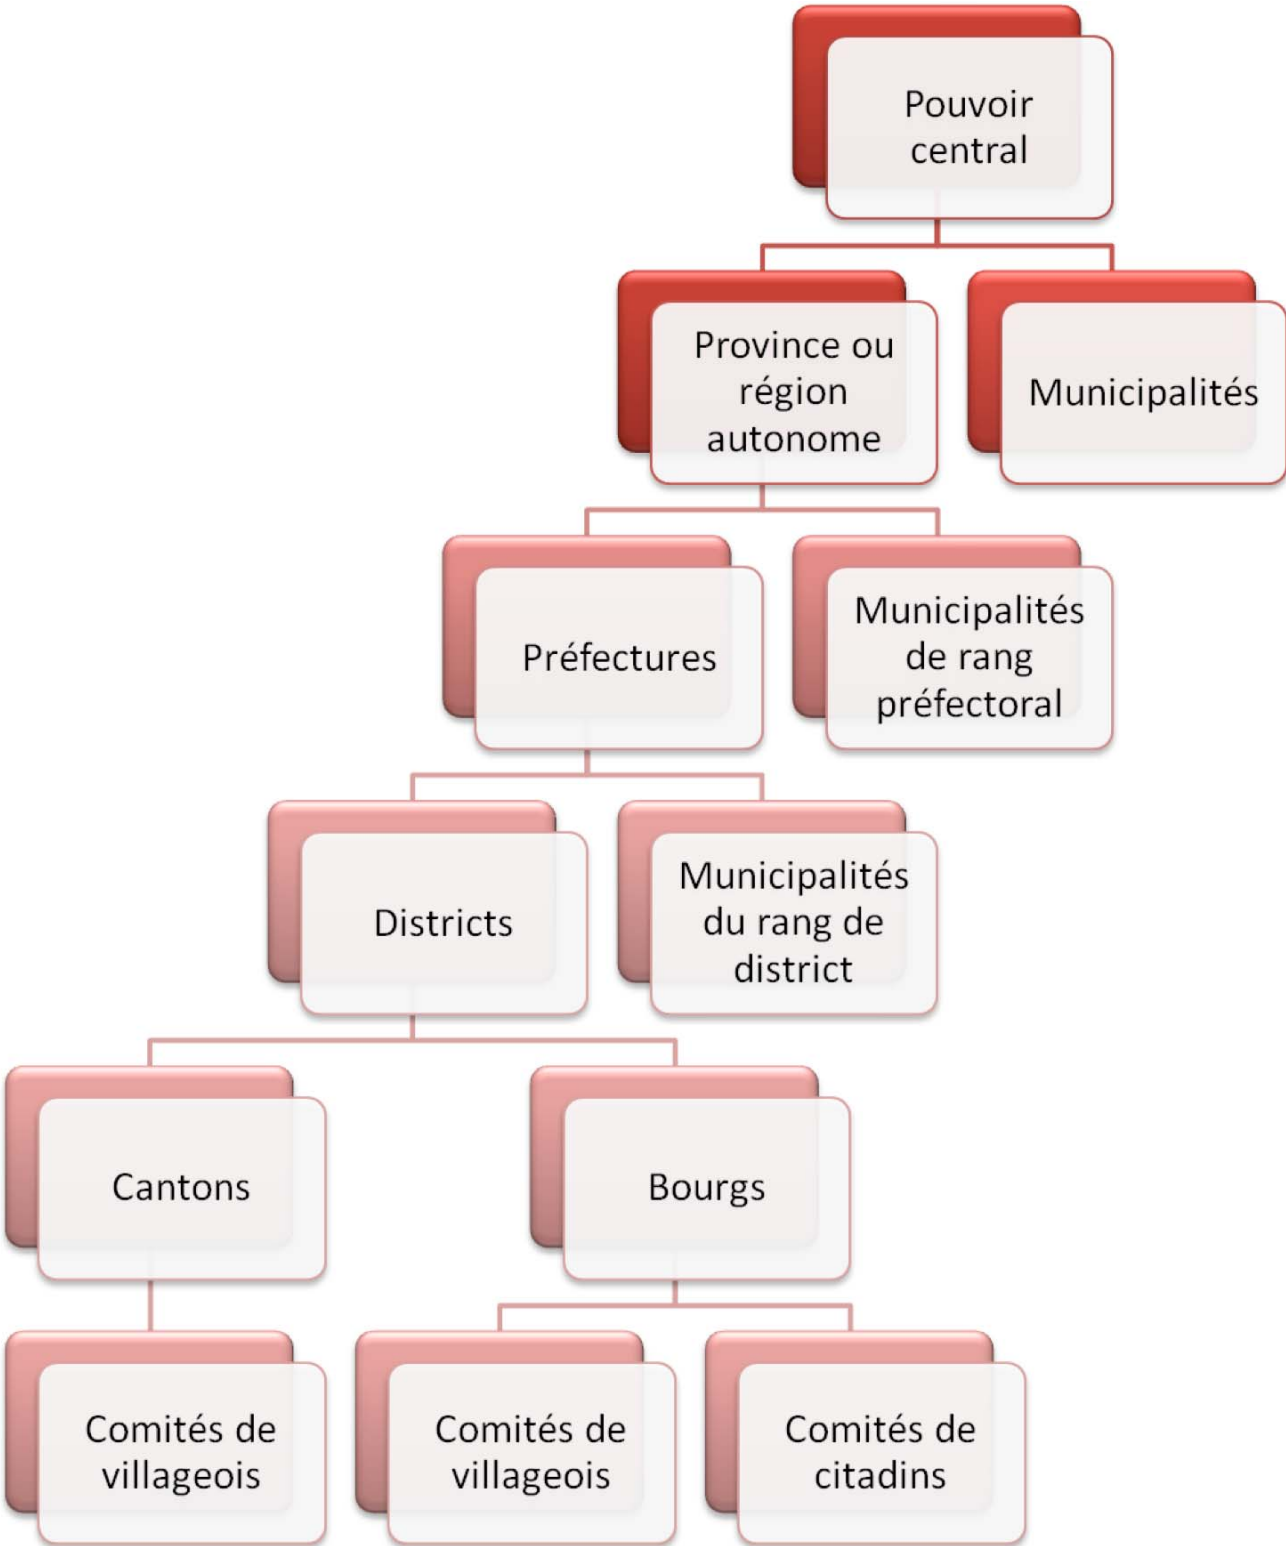 Pouvoir
central
Province ou
région
autonome
Municipalités
Préfectures
Municipalités
de rang
préfectoral
Districts
Municipalités
du rang de
district
Cantons
Bourgs
Comités de
villageois
Comités de
villageois
Comités de
citadins